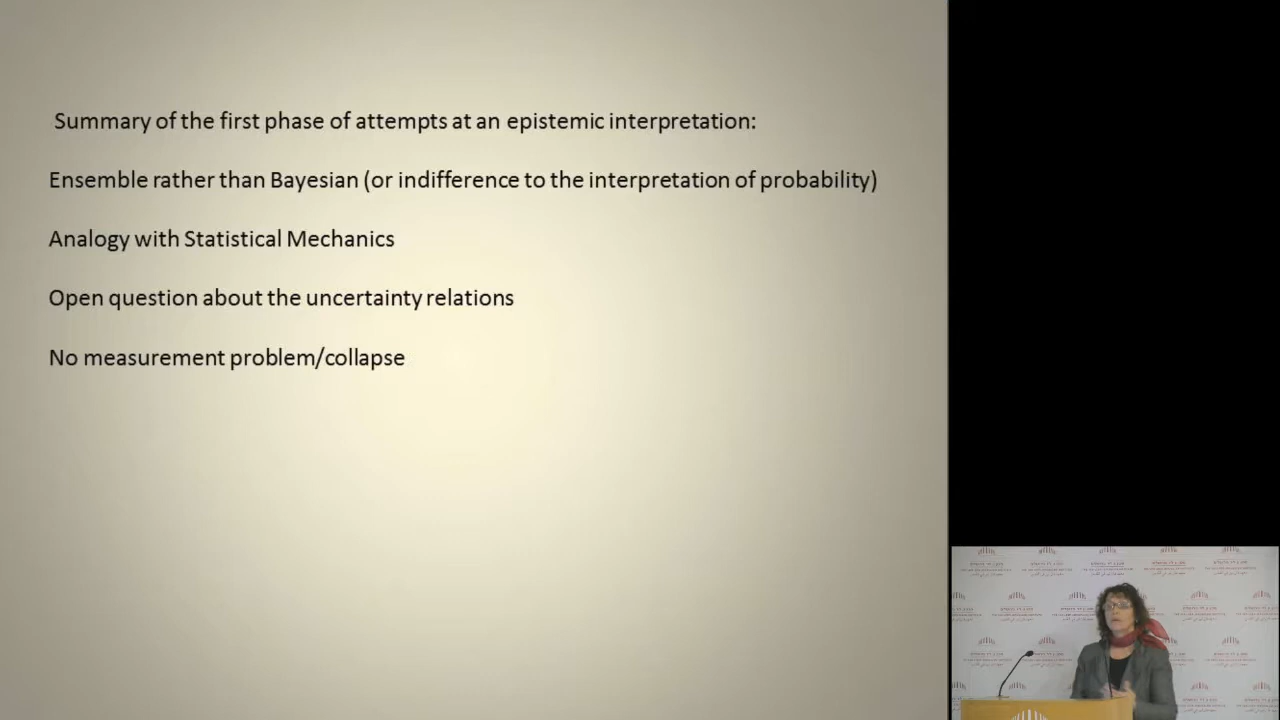 Summary of the first phase of attempts at an epistemic interpretation:
Ensemble rather than Bayesian (or indifference to the interpretation of probability)
Analogy with Statistical Mechanics
Open question about the uncertainty relations
No measurement problem/collapse